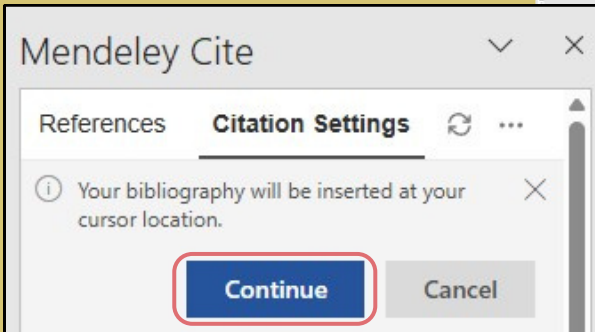 Mendeley Cite
References Citation Settings
Your bibliography will be inserted at your
cursor location.
Continue Cancel